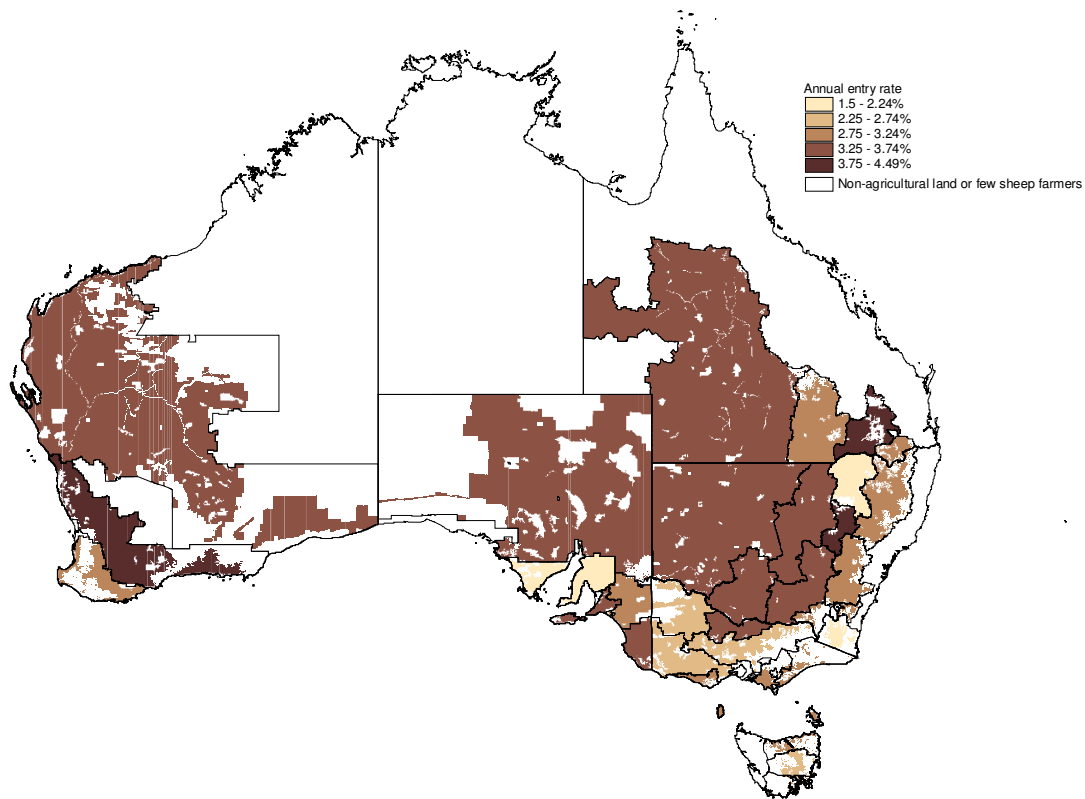 Annual entry rate
1.5 - 2.24%
2.25 - 2.74%
2.75 - 3.24%
3.25 - 3.74%
3.75 - 4.49%
Non-agricultural land or few sheep farmers